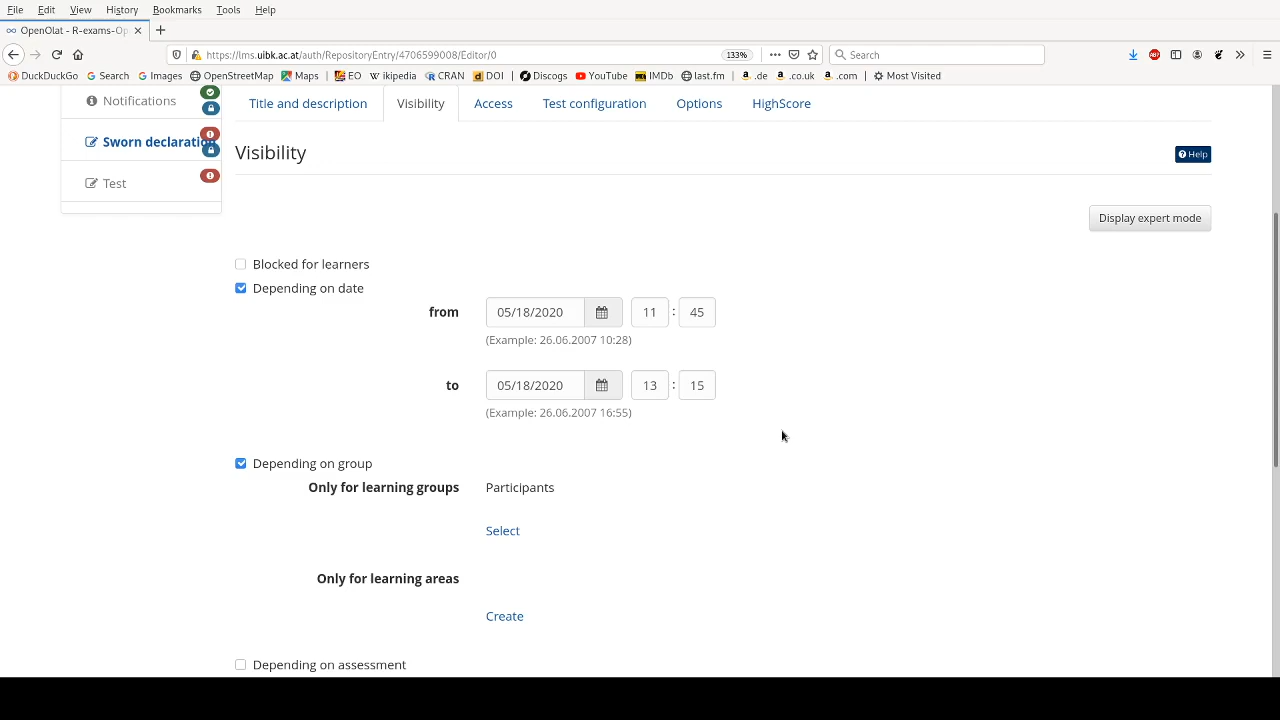 File Edit View History Bookmarks Tools Help
OpenOlat - R-exams-Op
https://lms.uibk.ac.at/auth/RepositoryEntry/4706599008/Editor/0 133% Search
DuckDuckGo Search Images OpenStreetMap Maps EO Wikipedia CRAN DOI Discogs YouTube IMDb last.fm .de .co.uk .com Most Visited
Notifications
Sworn declaration
Test
Title and description Visibility Access Test configuration Options HighScore
Visibility
Help
Display expert mode
Blocked for learners
Depending on date
from 05/18/2020 11 : 45
(Example: 26.06.2007 10:28)
to 05/18/2020 13 : 15
(Example: 26.06.2007 16:55)
Depending on group
Only for learning groups Participants
Select
Only for learning areas
Create
Depending on assessment